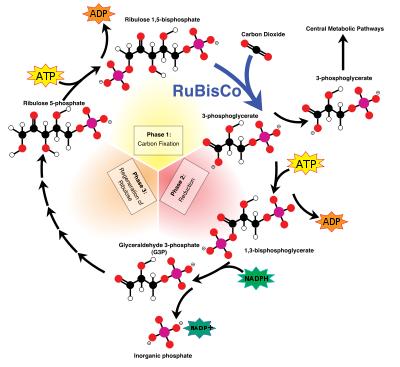 ADP
Ribulose 1,5-bisphosphate
Carbon Dioxide
Central Metabolic Pathways
ATP
RuBisCo
3-phosphoglycerate
Ribulose 5-phosphate
3-phosphoglycerate
Phase 1:
Carbon Fixation
ATP
Phase 3:
Regeneration of
Ribulose
Phase 2:
Reduction
ADP
Glyceraldehyde 3-phosphate
(G3P)
1,3-bisphosphoglycerate
NADPH
NADP+
Inorganic phosphate